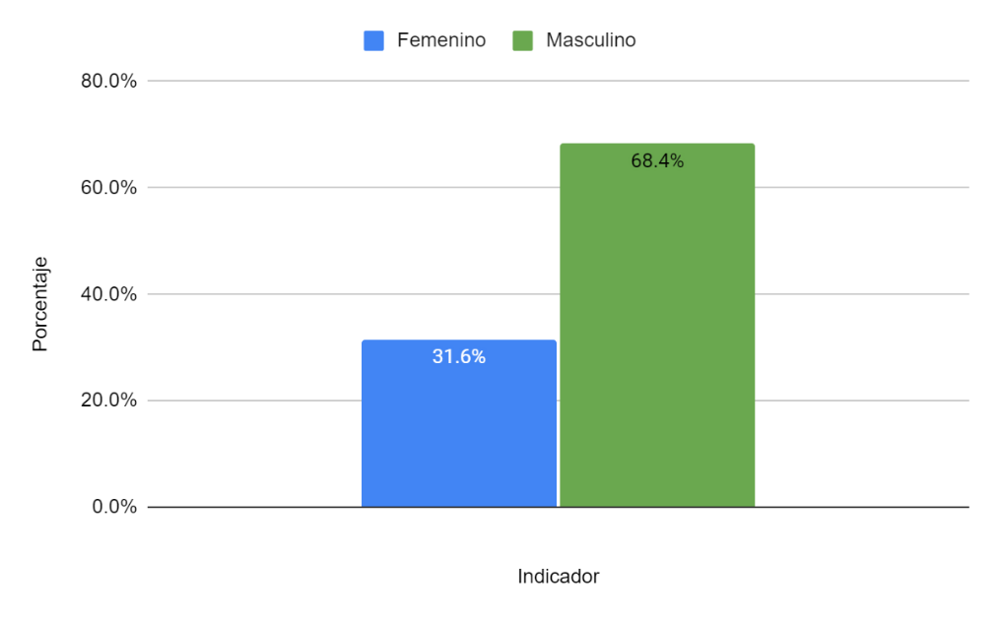 Femenino Masculino
80.0%
68.4%
60.0%
Porcentaje
40.0%
31.6%
20.0%
0.0%
Indicador